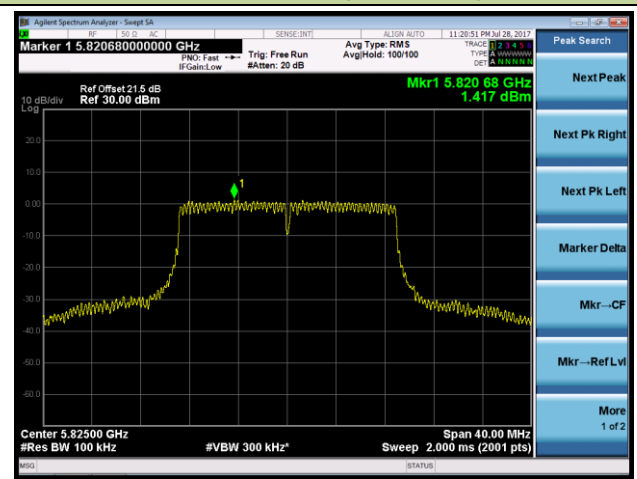 Agilent Spectrum Analyzer - Swept SA
RF 50 Ω AC SENSE:INT ALIGN AUTO 11:20:51 PM Jul 28, 2017
Marker 1 5.820680000000 GHz
PNO: Fast
IFGain:Low
Trig: Free Run
#Atten: 20 dB
Avg Type: RMS
Avg|Hold: 100/100
TRACE 1 2 3 4 5 6
TYPE A WWWWW
DET A N N N N N
Peak Search
Mkr1 5.820 68 GHz
1.417 dBm
Ref Offset 21.5 dB
Ref 30.00 dBm
10 dB/div
Log
20.0
10.0
0.00
-10.0
-20.0
-30.0
-40.0
-50.0
-60.0
1
Center 5.82500 GHz
#Res BW 100 kHz
#VBW 300 kHz*
Span 40.00 MHz
Sweep 2.000 ms (2001 pts)
MSG STATUS
Next Peak
Next Pk Right
Next Pk Left
Marker Delta
Mkr→CF
Mkr→Ref Lvl
More
1 of 2